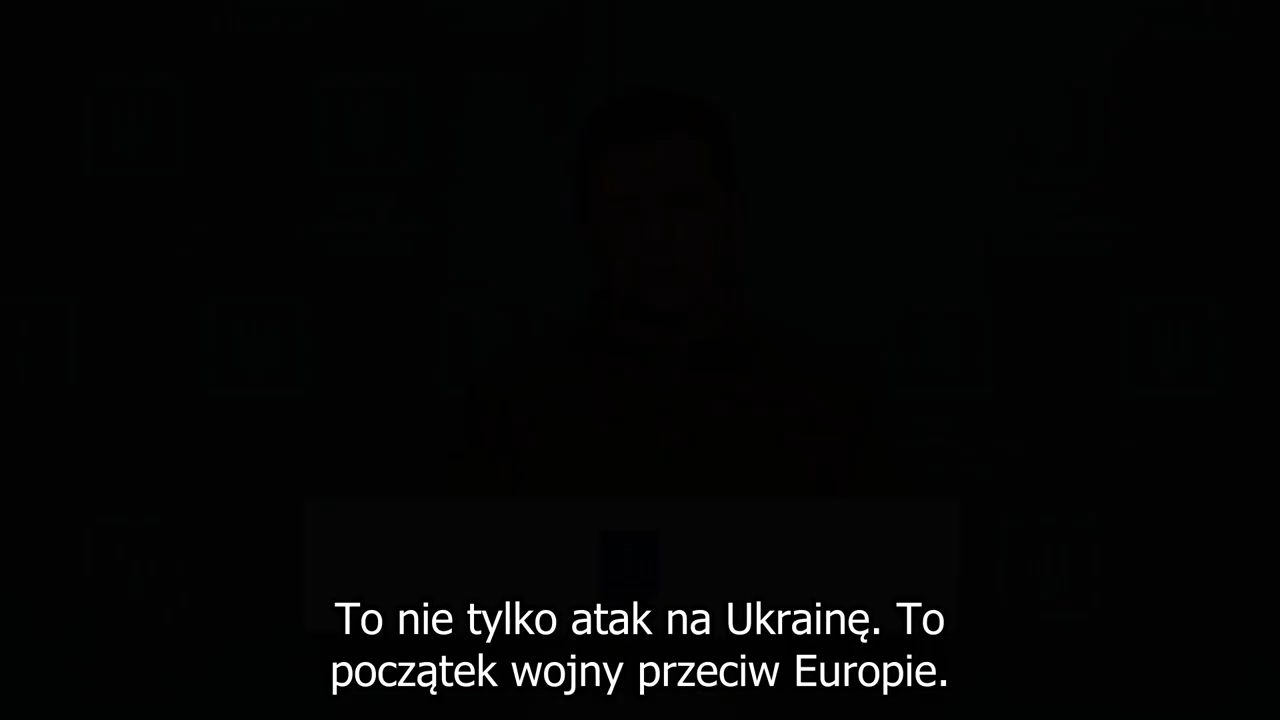 To nie tylko atak na Ukrainę. To
początek wojny przeciw Europie.